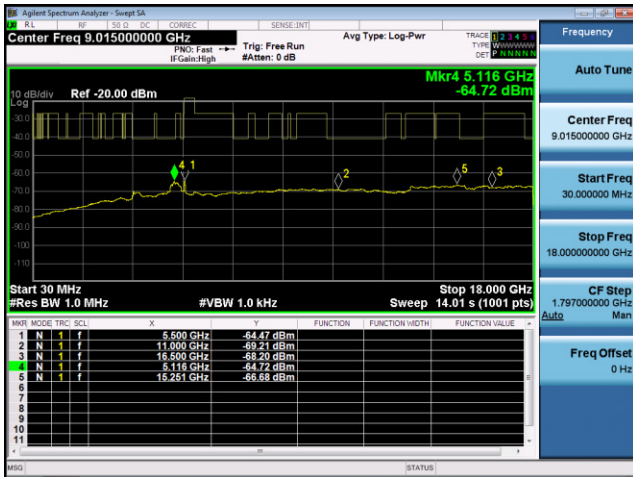 Agilent Spectrum Analyzer - Swept SA
RL RF 50 Ω DC CORREC SENSE:INT
Center Freq 9.015000000 GHz
PNO: Fast
IFGain:High
Trig: Free Run
#Atten: 0 dB
Avg Type: Log-Pwr
TRACE 1 2 3 4 5 6
TYPE WWWWWW
DET P NNNNN
Mkr4 5.116 GHz
-64.72 dBm
10 dB/div
Log
Ref -20.00 dBm
-30.0
-40.0
-50.0
-60.0
-70.0
-80.0
-90.0
-100
-110
4 1
2
5
3
Start 30 MHz
Stop 18.000 GHz
#Res BW 1.0 MHz
#VBW 1.0 kHz
Sweep 14.01 s (1001 pts)
MKR MODE TRC SCL X Y FUNCTION FUNCTION WIDTH FUNCTION VALUE
1 N 1 f 5.500 GHz -64.47 dBm
2 N 1 f 11.000 GHz -69.21 dBm
3 N 1 f 16.500 GHz -68.20 dBm
4 N 1 f 5.116 GHz -64.72 dBm
5 N 1 f 15.251 GHz -66.68 dBm
6
7
8
9
10
11
MSG
STATUS
Frequency
Auto Tune
Center Freq
9.015000000 GHz
Start Freq
30.000000 MHz
Stop Freq
18.000000000 GHz
CF Step
1.797000000 GHz
Auto Man
Freq Offset
0 Hz